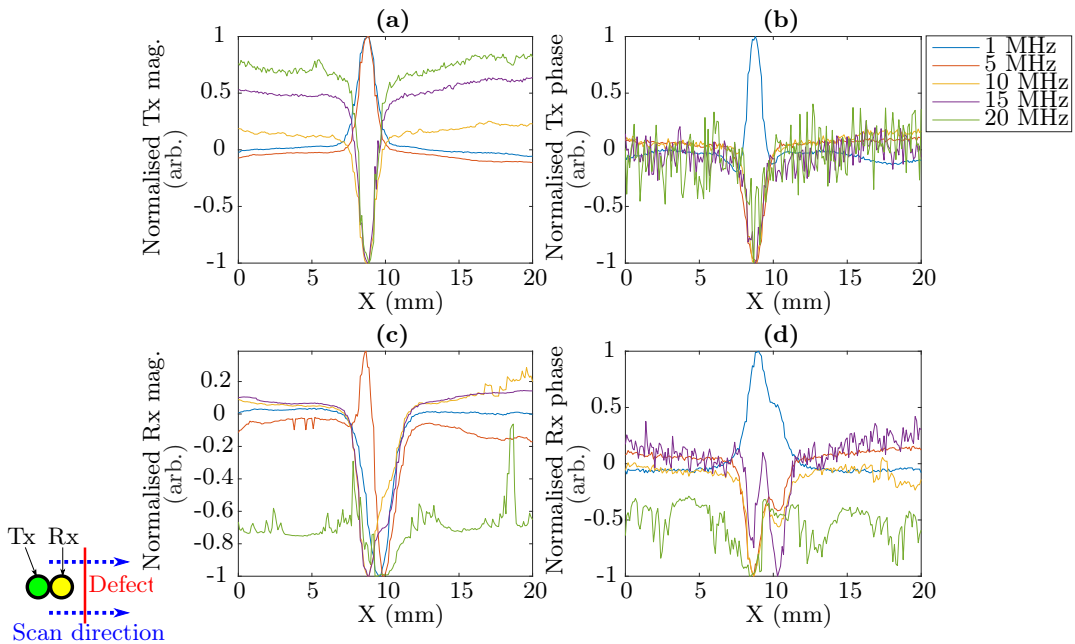 (a)
Normalised Tx mag.
(arb.)
1
0.5
0
-0.5
-1
0 5 10 15 20
X (mm)
(b)
Normalised Tx phase
(arb.)
1
0.5
0
-0.5
-1
0 5 10 15 20
X (mm)
1 MHz
5 MHz
10 MHz
15 MHz
20 MHz
(c)
Normalised Rx mag.
(arb.)
0.2
0
-0.2
-0.4
-0.6
-0.8
-1
0 5 10 15 20
X (mm)
(d)
Normalised Rx phase
(arb.)
1
0.5
0
-0.5
-1
0 5 10 15 20
X (mm)
Tx Rx
Defect
Scan direction